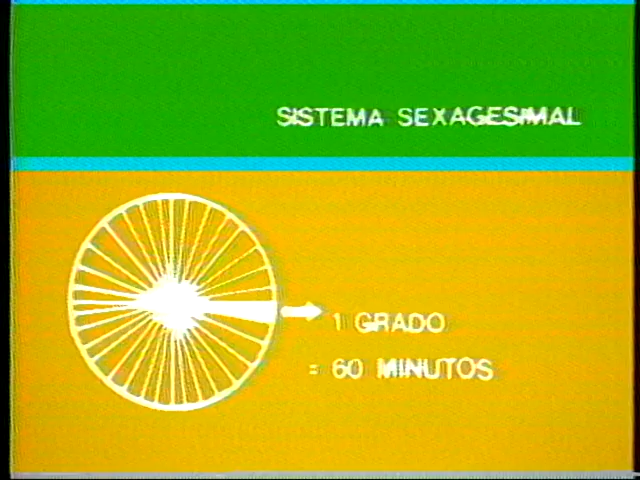 SISTEMA SEXAGESIMAL
1 GRADO
= 60 MINUTOS